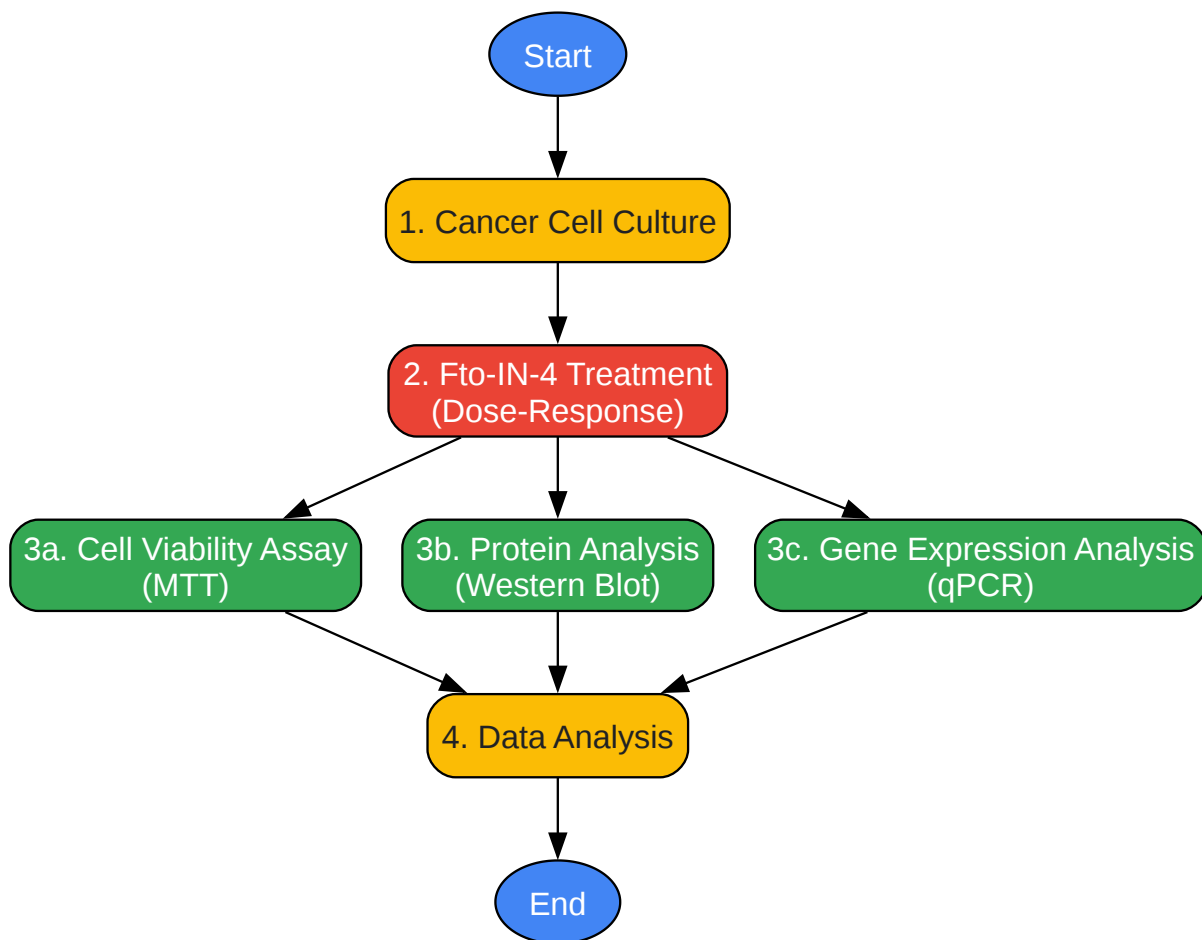 Start
1. Cancer Cell Culture
2. Fto-IN-4 Treatment
(Dose-Response)
3a. Cell Viability Assay
(MTT)
3b. Protein Analysis
(Western Blot)
3c. Gene Expression Analysis
(qPCR)
4. Data Analysis
End